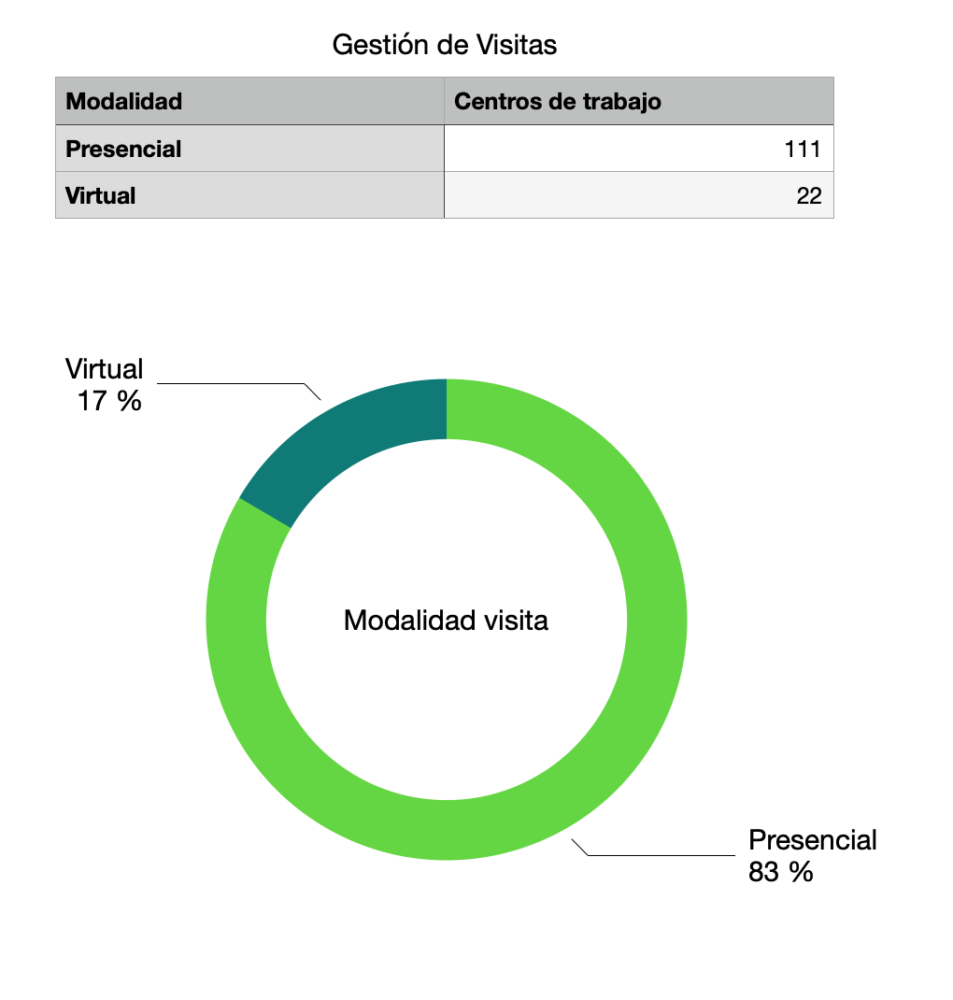 Gestión de Visitas
Modalidad Centros de trabajo
Presencial 111
Virtual 22
Virtual
17 %
Modalidad visita
Presencial
83 %